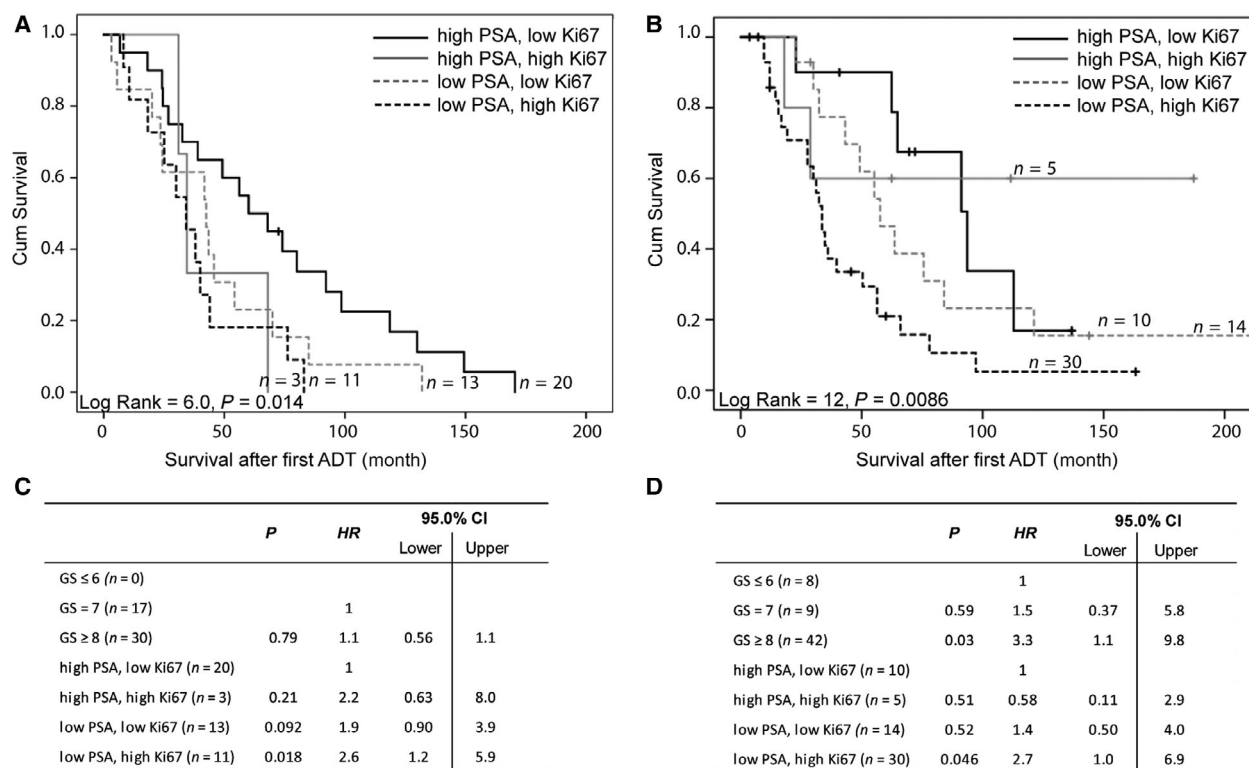 A
1.0
0.8
0.6
0.4
0.2
0.0
Cum Survival
high PSA, low Ki67
high PSA, high Ki67
low PSA, low Ki67
low PSA, high Ki67
n = 3
n = 11
n = 13
n = 20
Log Rank = 6.0, P = 0.014
0 50 100 150 200
Survival after first ADT (month)
B
1.0
0.8
0.6
0.4
0.2
0.0
Cum Survival
high PSA, low Ki67
high PSA, high Ki67
low PSA, low Ki67
low PSA, high Ki67
n = 5
n = 10
n = 14
n = 30
Log Rank = 12, P = 0.0086
0 50 100 150 200
Survival after first ADT (month)
C
P HR 95.0% CI
Lower Upper
GS ≤ 6 (n = 0)
GS = 7 (n = 17) 1
GS ≥ 8 (n = 30) 0.79 1.1 0.56 1.1
high PSA, low Ki67 (n = 20) 1
high PSA, high Ki67 (n = 3) 0.21 2.2 0.63 8.0
low PSA, low Ki67 (n = 13) 0.092 1.9 0.90 3.9
low PSA, high Ki67 (n = 11) 0.018 2.6 1.2 5.9
D
P HR 95.0% CI
Lower Upper
GS ≤ 6 (n = 8) 1
GS = 7 (n = 9) 0.59 1.5 0.37 5.8
GS ≥ 8 (n = 42) 0.03 3.3 1.1 9.8
high PSA, low Ki67 (n = 10) 1
high PSA, high Ki67 (n = 5) 0.51 0.58 0.11 2.9
low PSA, low Ki67 (n = 14) 0.52 1.4 0.50 4.0
low PSA, high Ki67 (n = 30) 0.046 2.7 1.0 6.9